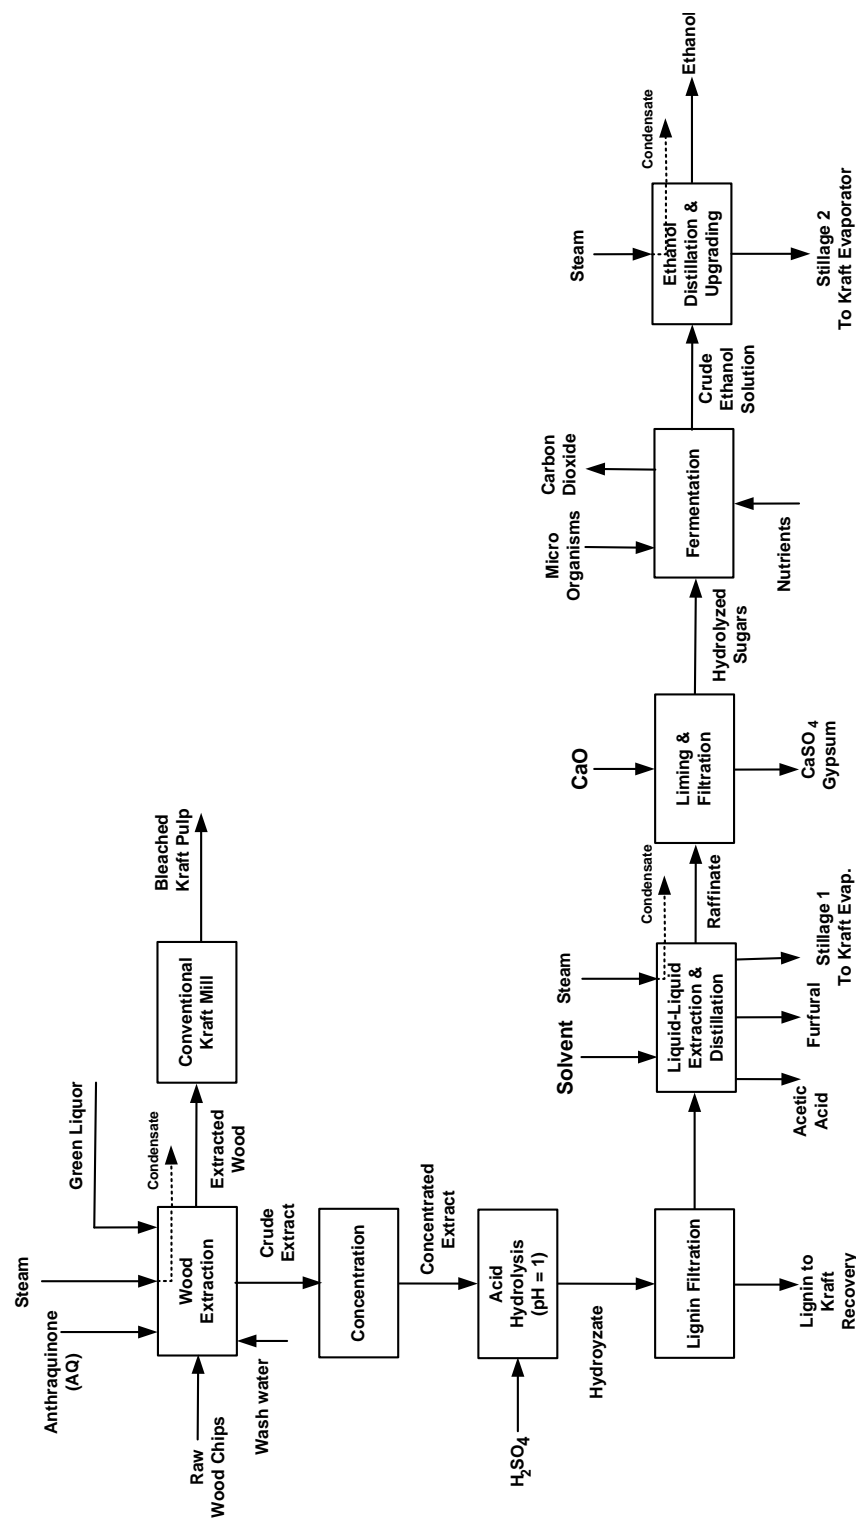 Steam
Anthraquinone
(AQ)
Green Liquor
Raw
Wood Chips
Wash water
Wood
Extraction
Condensate
Extracted
Wood
Conventional
Kraft Mill
Bleached
Kraft Pulp
Crude
Extract
Concentration
Concentrated
Extract
H2SO4
Acid
Hydrolysis
(pH = 1)
Hydroyzate
Lignin Filtration
Lignin to
Kraft
Recovery
Solvent
Steam
Condensate
Liquid-Liquid
Extraction &
Distillation
Acetic
Acid
Furfural
Stillage 1
To Kraft Evap.
Raffinate
CaO
Liming &
Filtration
CaSO4
Gypsum
Hydrolyzed
Sugars
Micro
Organisms
Carbon
Dioxide
Fermentation
Nutrients
Crude
Ethanol
Solution
Steam
Condensate
Ethanol
Distillation &
Upgrading
Ethanol
Stillage 2
To Kraft Evaporator